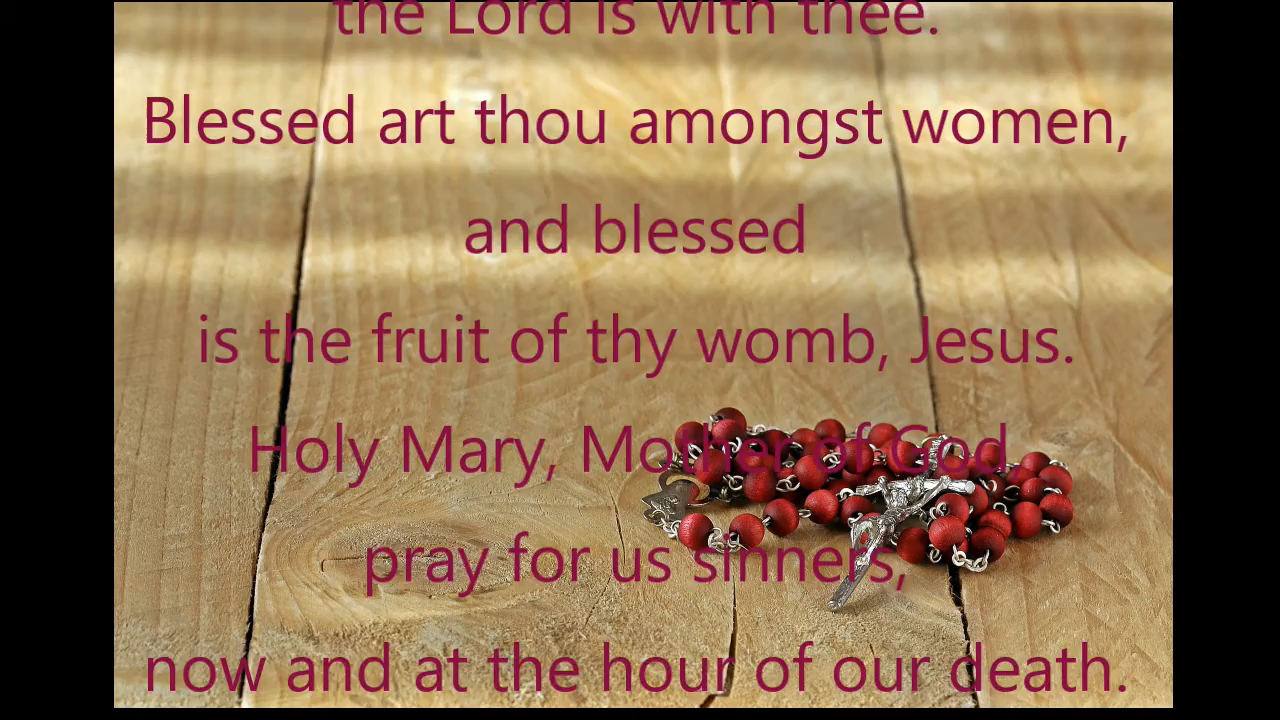 the Lord is with thee.
Blessed art thou amongst women,
and blessed
is the fruit of thy womb, Jesus.
Holy Mary, Mother of God
pray for us sinners,
now and at the hour of our death.